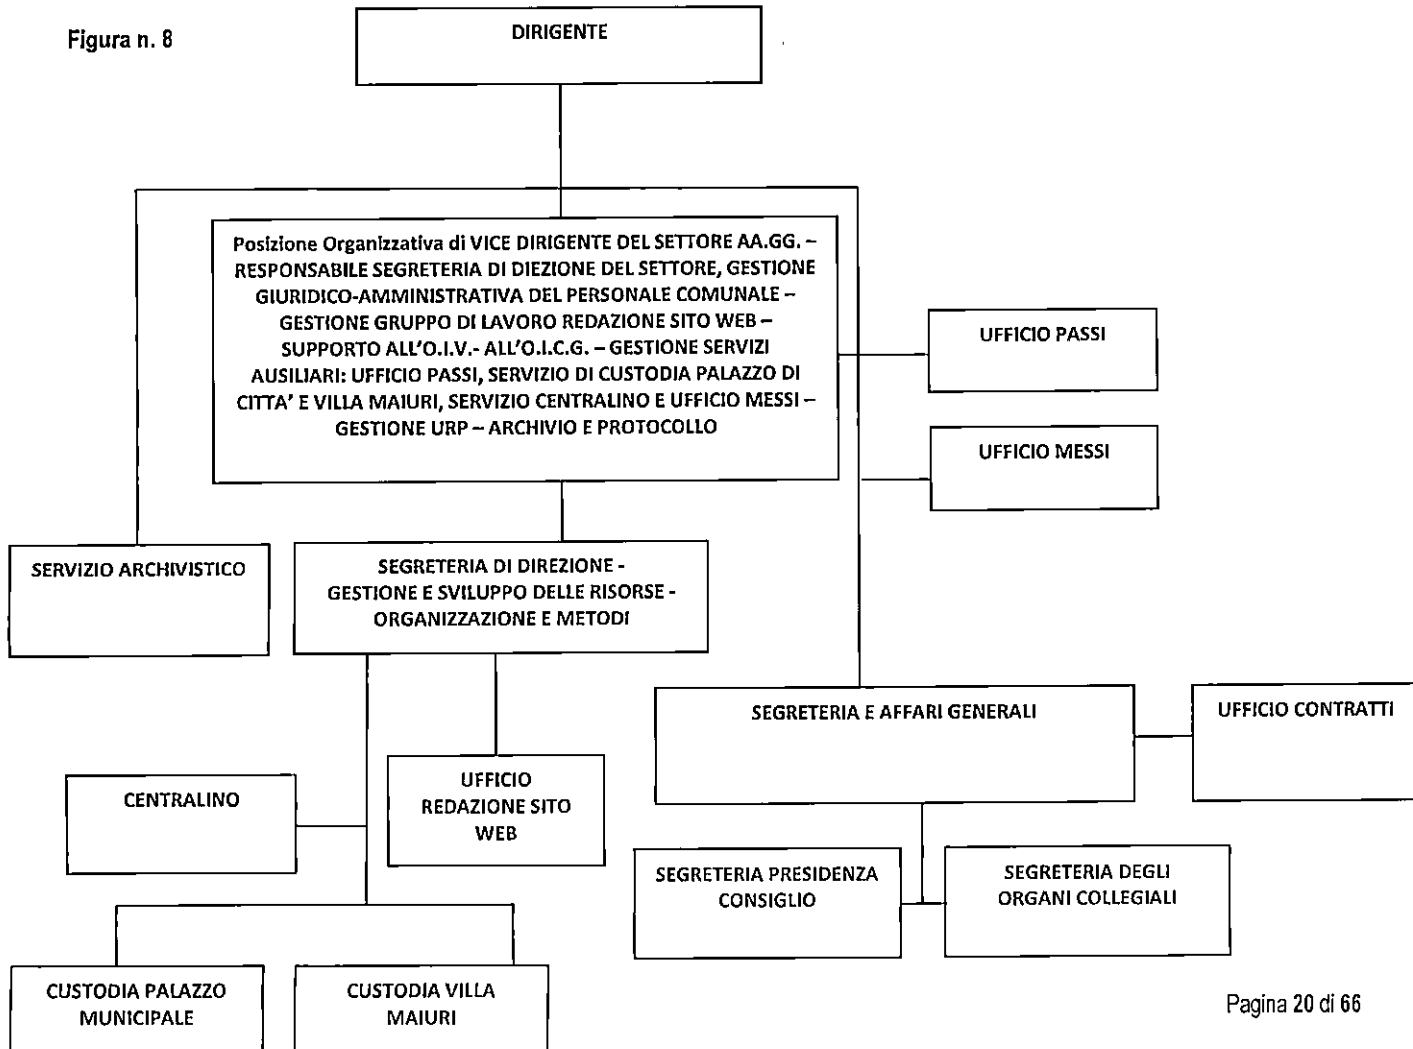 Figura n. 8
DIRIGENTE
Posizione Organizzativa di VICE DIRIGENTE DEL SETTORE AA.GG. –
RESPONSABILE SEGRETERIA DI DIEZIONE DEL SETTORE, GESTIONE
GIURIDICO-AMMINISTRATIVA DEL PERSONALE COMUNALE –
GESTIONE GRUPPO DI LAVORO REDAZIONE SITO WEB –
SUPPORTO ALL'O.I.V.- ALL'O.I.C.G. – GESTIONE SERVIZI
AUSILIARI: UFFICIO PASSI, SERVIZIO DI CUSTODIA PALAZZO DI
CITTA' E VILLA MAIURI, SERVIZIO CENTRALINO E UFFICIO MESSI –
GESTIONE URP – ARCHIVIO E PROTOCOLLO
UFFICIO PASSI
UFFICIO MESSI
SERVIZIO ARCHIVISTICO
SEGRETERIA DI DIREZIONE -
GESTIONE E SVILUPPO DELLE RISORSE -
ORGANIZZAZIONE E METODI
SEGRETERIA E AFFARI GENERALI
UFFICIO CONTRATTI
CENTRALINO
UFFICIO
REDAZIONE SITO
WEB
SEGRETERIA PRESIDENZA
CONSIGLIO
SEGRETERIA DEGLI
ORGANI COLLEGIALI
CUSTODIA PALAZZO
MUNICIPALE
CUSTODIA VILLA
MAIURI
Pagina 20 di 66